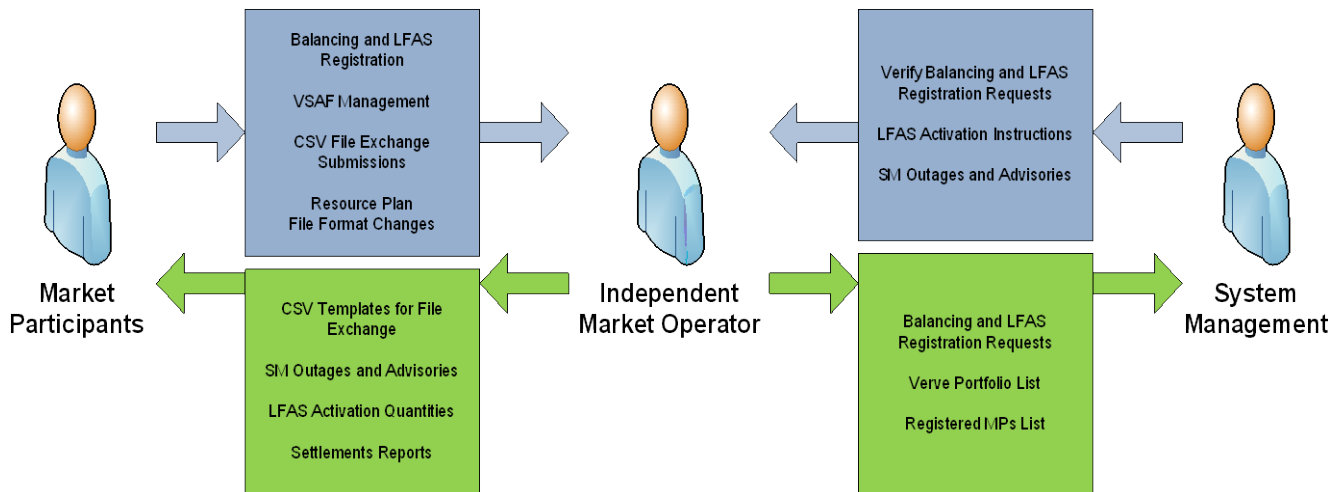 Balancing and LFAS
Registration
VSAF Management
CSV File Exchange
Submissions
Resource Plan
File Format Changes
Verify Balancing and LFAS
Registration Requests
LFAS Activation Instructions
SM Outages and Advisories
Market
Participants
Independent
Market Operator
System
Management
CSV Templates for File
Exchange
SM Outages and Advisories
LFAS Activation Quantities
Settlements Reports
Balancing and LFAS
Registration Requests
Verve Portfolio List
Registered MPs List